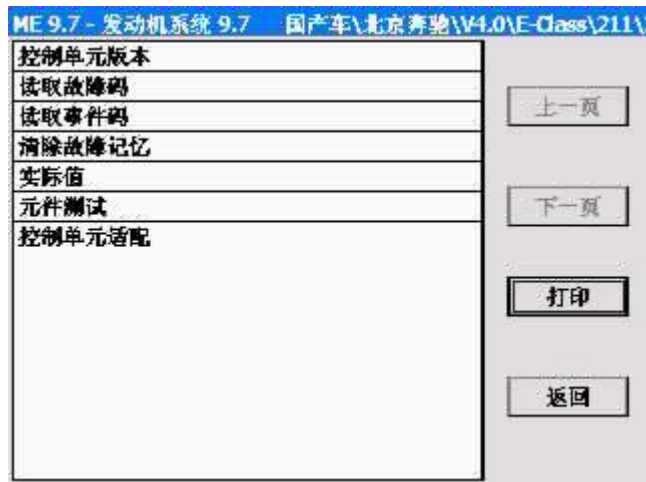 ME 9.7 - 发动机系统 9.7 国产车\北京奔驰\V4.0\E-Class\211\
控制单元版本
读取故障码
读取事件码
清除故障记忆
实际值
元件测试
控制单元适配
上一页
下一页
打印
返回